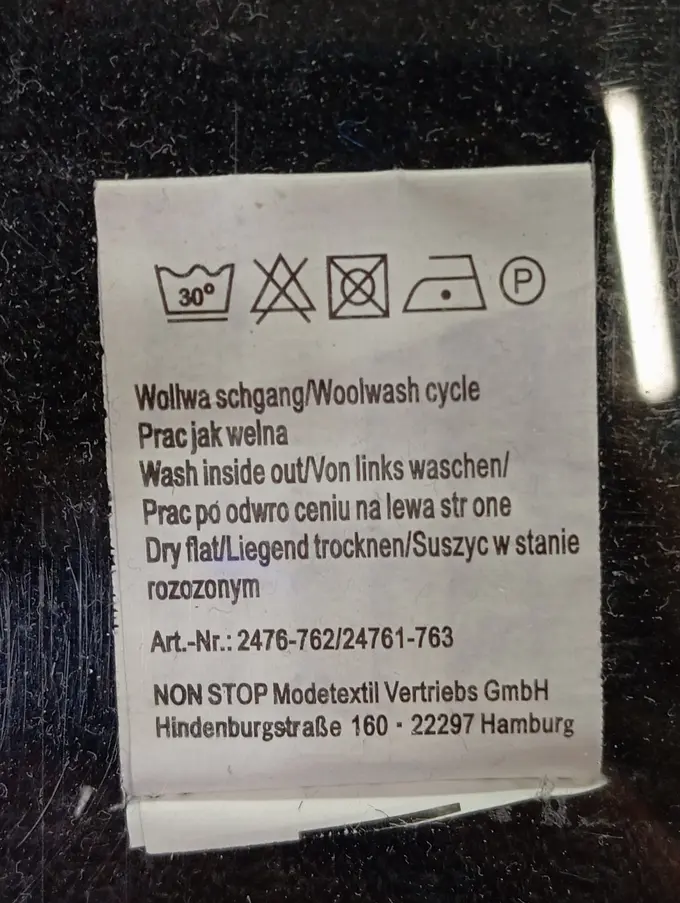 30°
P
Wollwa schgang/Woolwash cycle
Prac jak welna
Wash inside out/Von links waschen/
Prac po odwro ceniu na lewa str one
Dry flat/Liegend trocknen/Suszyc w stanie
rozozonym
Art.-Nr.: 2476-762/24761-763
NON STOP Modetextil Vertriebs GmbH
Hindenburgstraße 160 · 22297 Hamburg